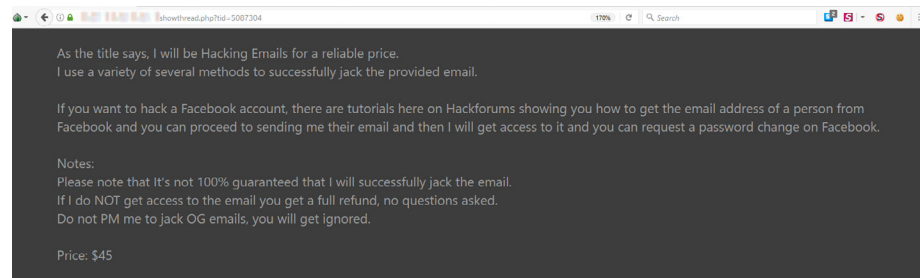 showthread.php?tid=5087304
170%
Search
2
S
As the title says, I will be Hacking Emails for a reliable price.
I use a variety of several methods to successfully jack the provided email.
If you want to hack a Facebook account, there are tutorials here on Hackforums showing you how to get the email address of a person from
Facebook and you can proceed to sending me their email and then I will get access to it and you can request a password change on Facebook.
Notes:
Please note that It's not 100% guaranteed that I will successfully jack the email.
If I do NOT get access to the email you get a full refund, no questions asked.
Do not PM me to jack OG emails, you will get ignored.
Price: $45